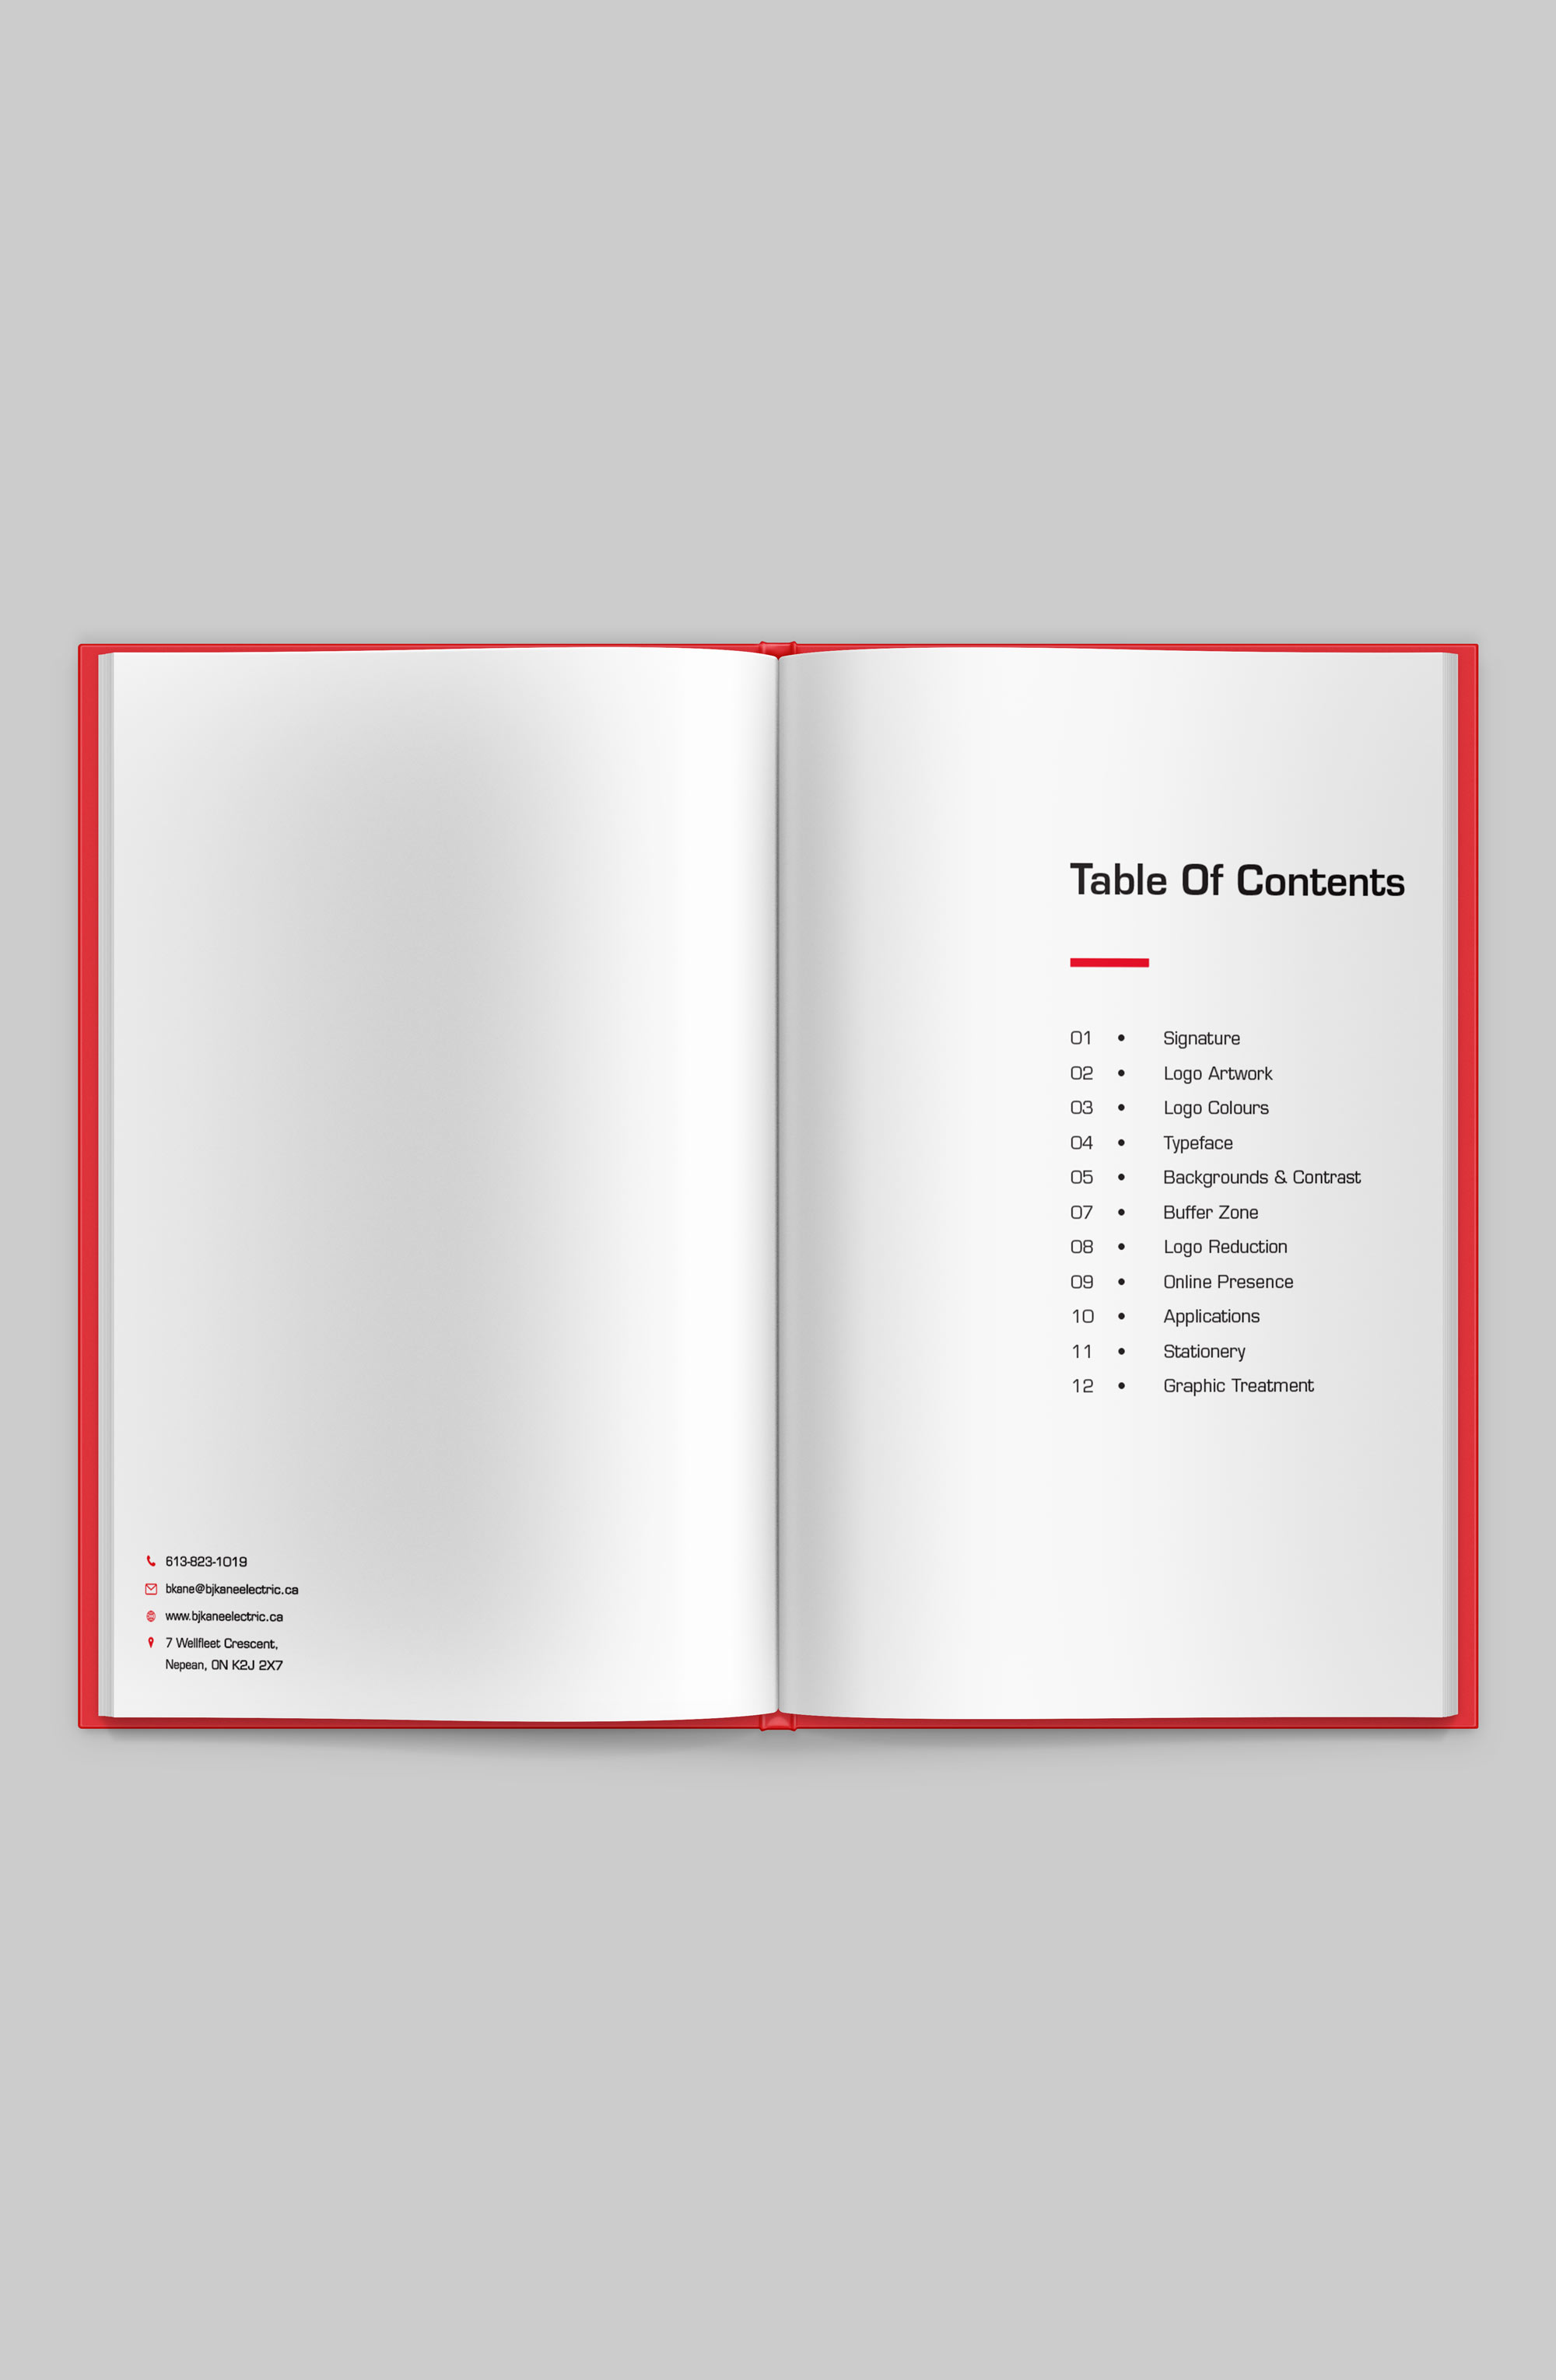 613-823-1019
bkane@bjkaneelectric.ca
www.bjkaneelectric.ca
7 Wellfleet Crescent,
Nepean, ON K2J 2X7
Table Of Contents
01 • Signature
02 • Logo Artwork
03 • Logo Colours
04 • Typeface
05 • Backgrounds & Contrast
07 • Buffer Zone
08 • Logo Reduction
09 • Online Presence
10 • Applications
11 • Stationery
12 • Graphic Treatment